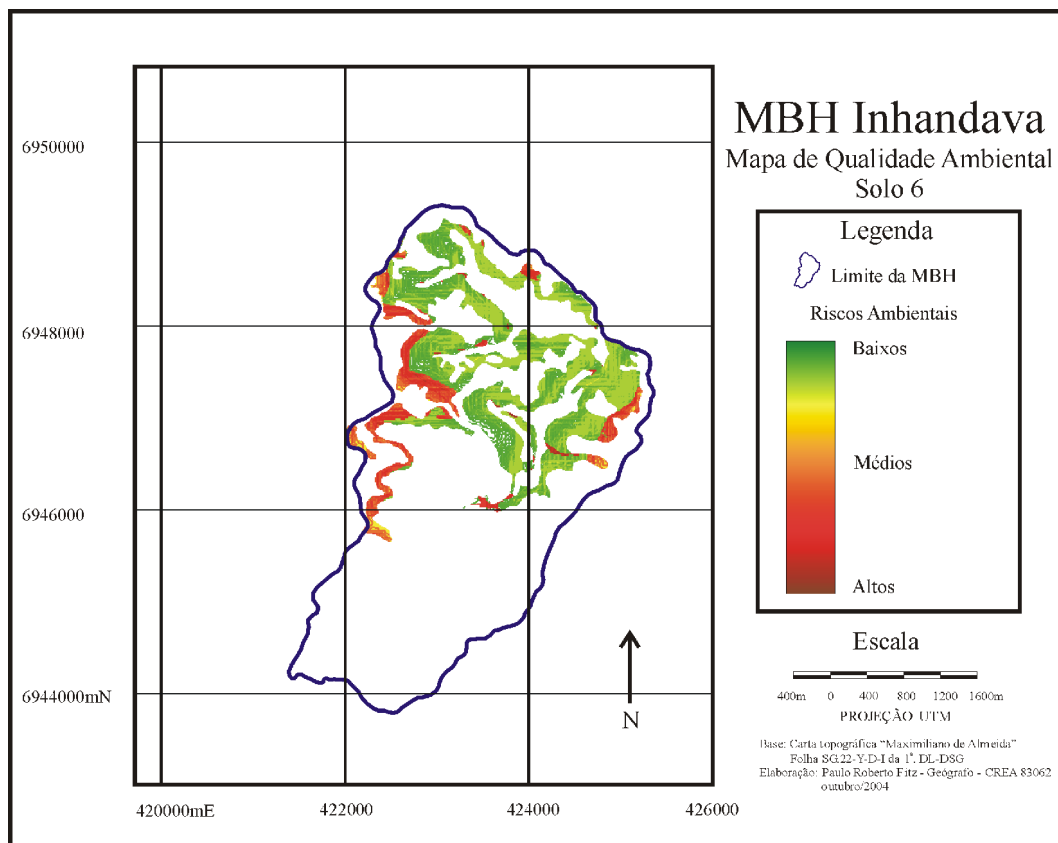 MBH Inhandava
Mapa de Qualidade Ambiental
Solo 6
Legenda
Limite da MBH
Riscos Ambientais
Baixos
Médios
Altos
Escala
400m 0 400 800 1200 1600m
PROJEÇÃO UTM
Base: Carta topográfica “Maximiliano de Almeida”
Folha SG.22-Y-D-I da 1ª. DL-DSG
Elaboração: Paulo Roberto Fitz - Geógrafo - CREA 83062
outubro/2004
6950000
6948000
6946000
6944000mN
420000mE 422000 424000 426000
N